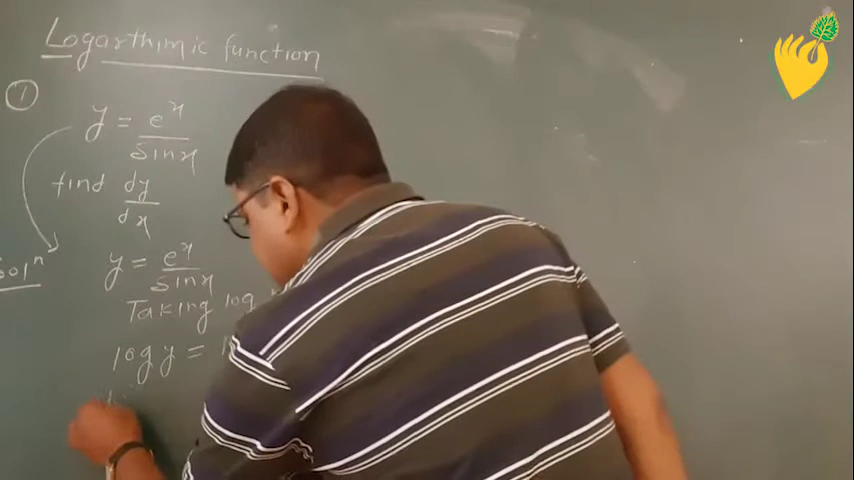 Logarthimic function
①
y = e^x / sinx
find dy/dx
Sol^n
y = e^x / sinx
Taking log
log y =